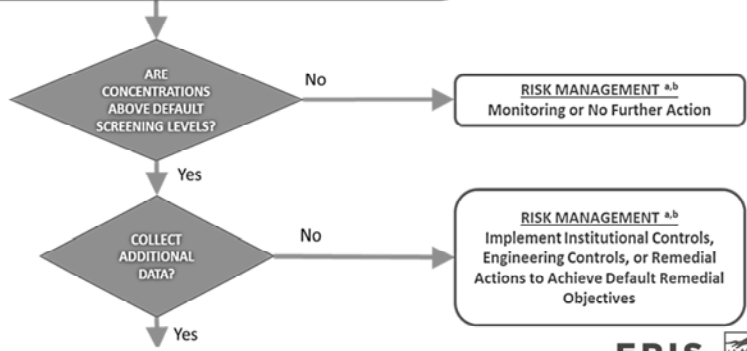 ARE
CONCENTRATIONS
ABOVE DEFAULT
SCREENING LEVELS?
No
RISK MANAGEMENT a,b
Monitoring or No Further Action
Yes
COLLECT
ADDITIONAL
DATA?
No
RISK MANAGEMENT a,b
Implement Institutional Controls,
Engineering Controls, or Remedial
Actions to Achieve Default Remedial
Objectives
Yes